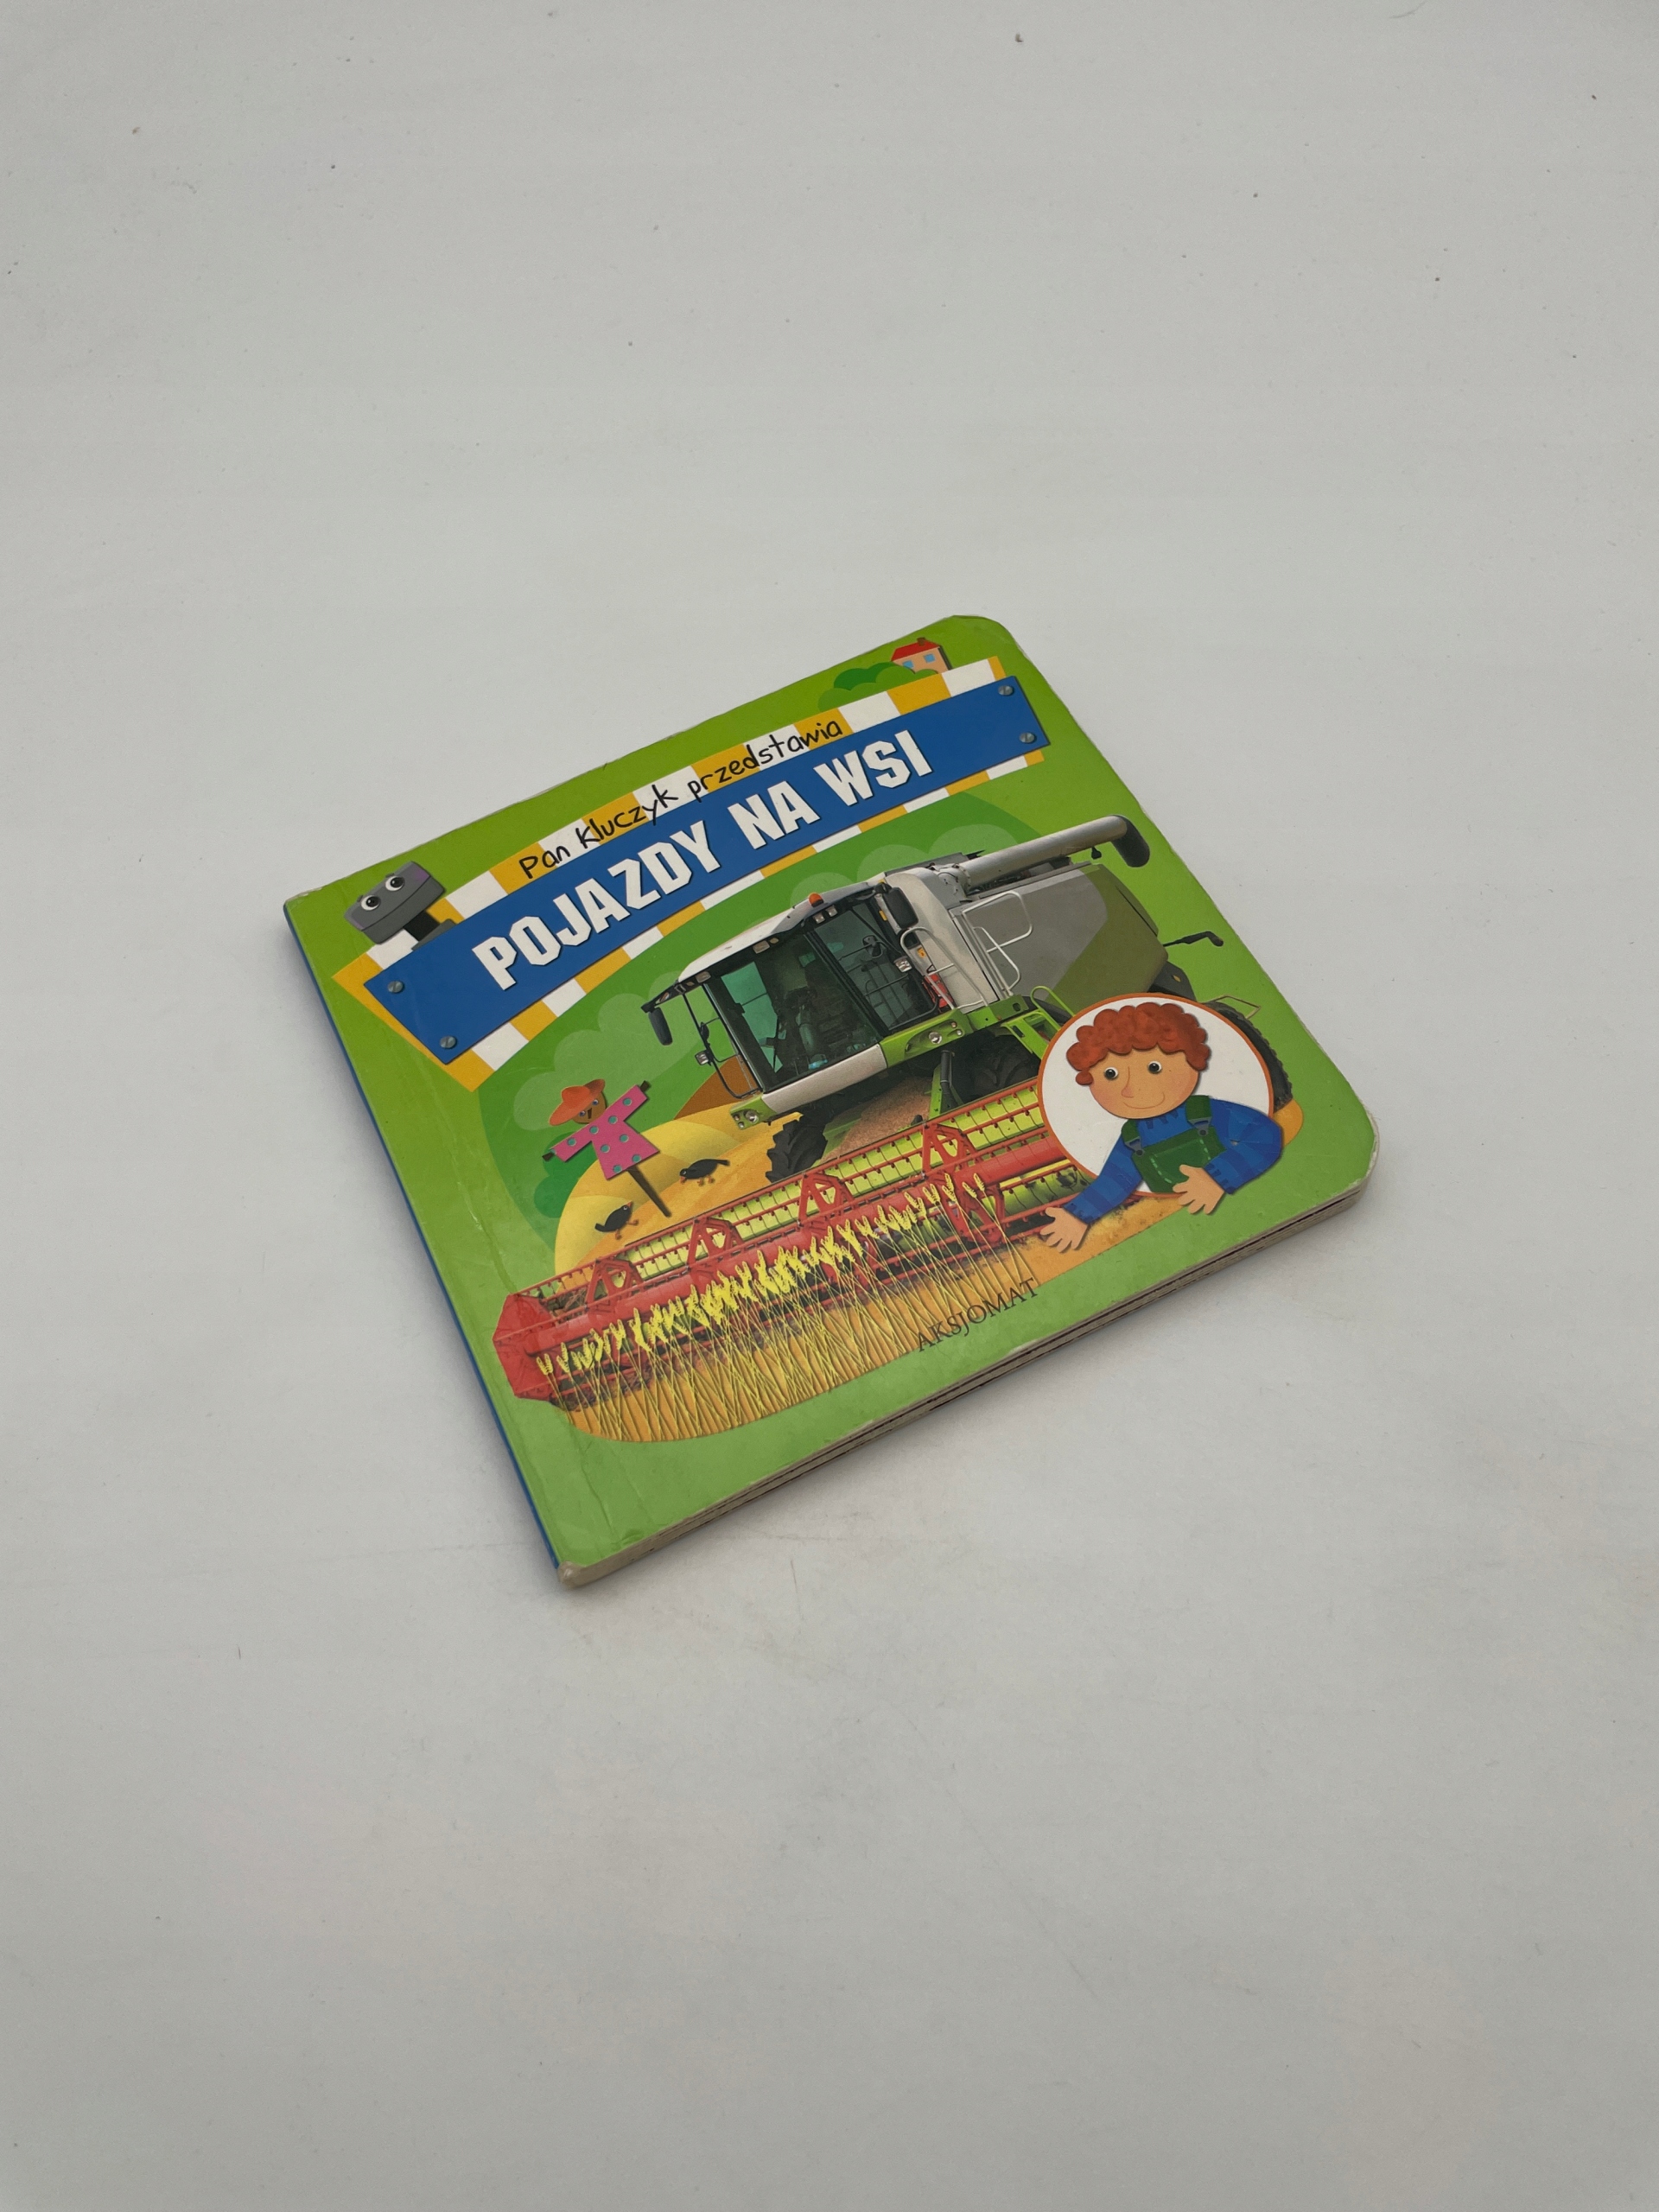 Pan Kluczyk przedstawia
POJAZDY NA WSI
AKSJOMAT